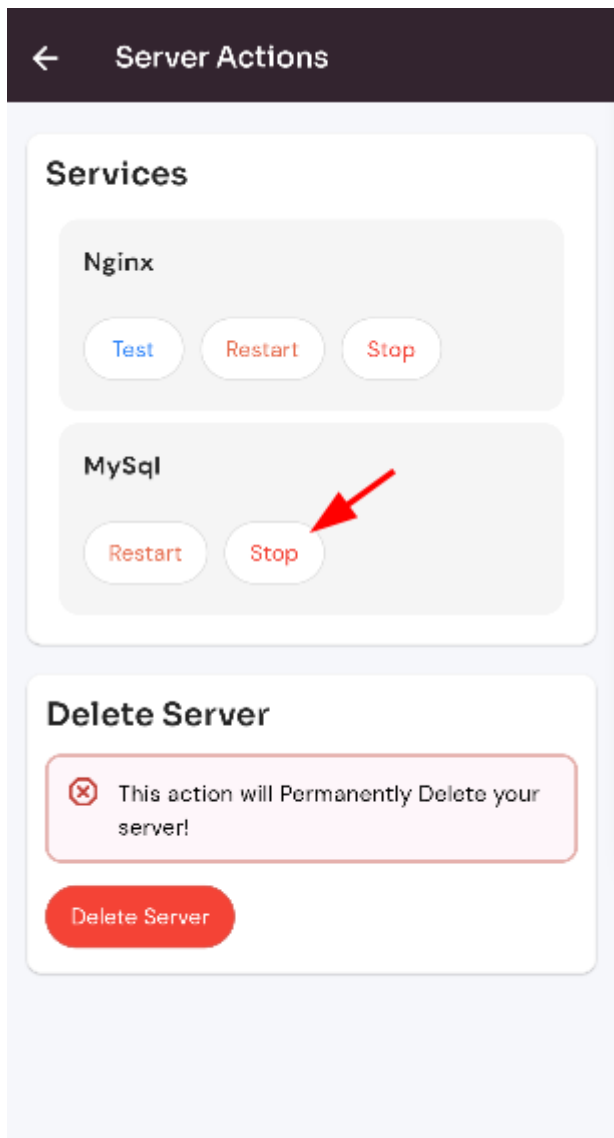 Server Actions
Services
Nginx
Test Restart Stop
MySql
Restart Stop
Delete Server
This action will Permanently Delete your
server!
Delete Server